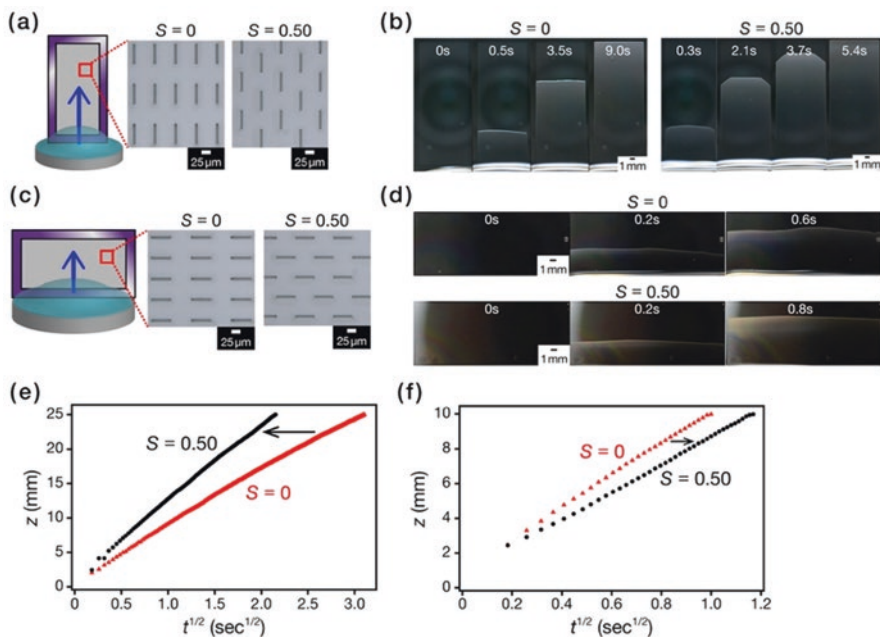 (a)
S = 0
S = 0.50
25 μm
25 μm
(b)
S = 0
S = 0.50
0s
0.5s
3.5s
9.0s
0.3s
2.1s
3.7s
5.4s
1 mm
1 mm
(c)
S = 0
S = 0.50
25 μm
25 μm
(d)
S = 0
0s
0.2s
0.6s
1 mm
1 mm
S = 0.50
0s
0.2s
0.8s
1 mm
1 mm
(e)
z (mm)
25
20
15
10
5
0
S = 0.50
S = 0
0.5
1.0
1.5
2.0
2.5
3.0
t1/2 (sec1/2)
(f)
z (mm)
10
8
6
4
2
0
S = 0
S = 0.50
0
0.2
0.4
0.6
0.8
1.0
1.2
t1/2 (sec1/2)